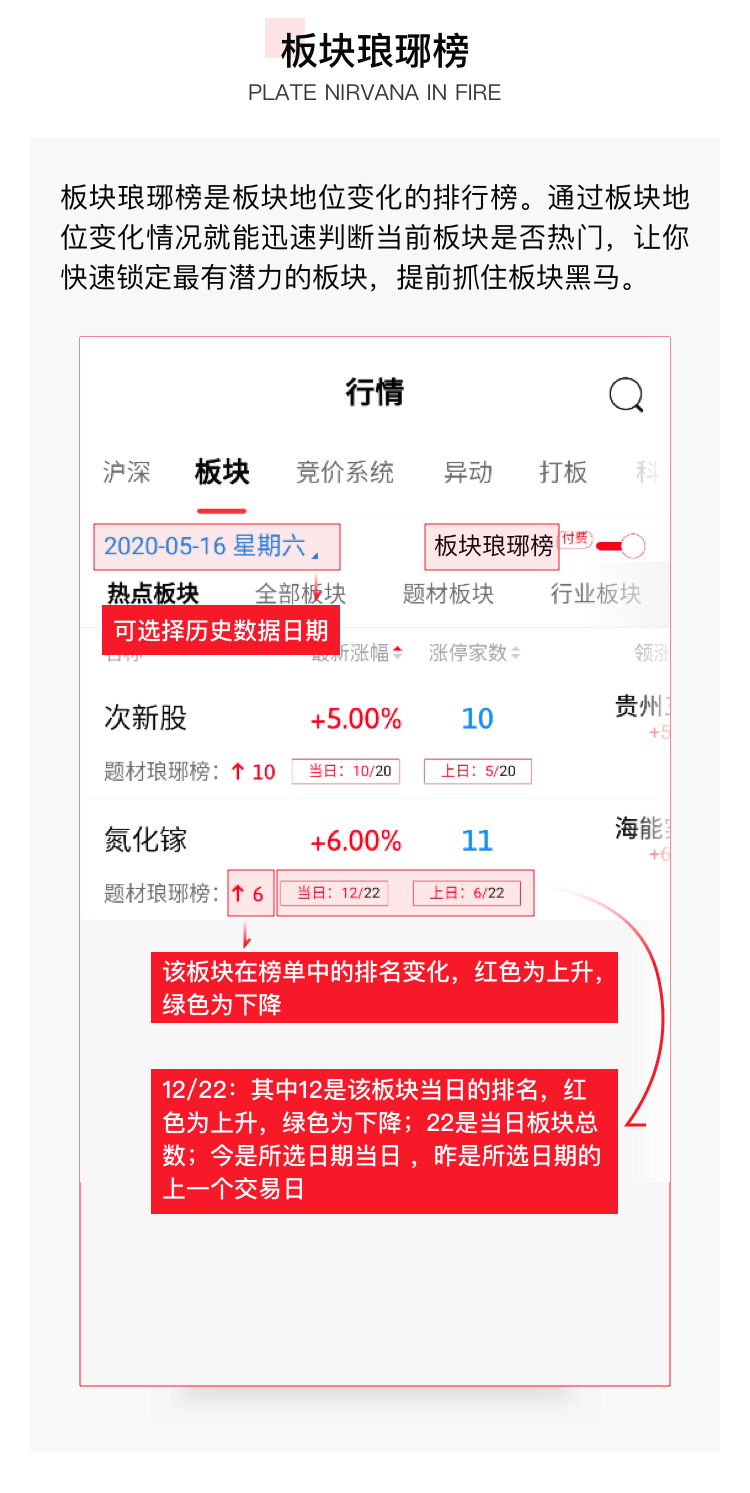 板块琅琊榜
PLATE NIRVANA IN FIRE
板块琅琊榜是板块地位变化的排行榜。通过板块地
位变化情况就能迅速判断当前板块是否热门，让你
快速锁定最有潜力的板块，提前抓住板块黑马。
行情
沪深 板块 竞价系统 异动 打板 科
2020-05-16 星期六 板块琅琊榜 付费
热点板块 全部板块 题材板块 行业板块
可选择历史数据日期
最新涨幅 涨停家数 领涨
次新股 +5.00% 10 贵州
+5
题材琅琊榜：↑10 当日：10/20 上日：5/20
氮化镓 +6.00% 11 海能
+6
题材琅琊榜：↑6 当日：12/22 上日：6/22
该板块在榜单中的排名变化，红色为上升，
绿色为下降
12/22：其中12是该板块当日的排名，红
色为上升，绿色为下降；22是当日板块总
数；今是所选日期当日 ，昨是所选日期的
上一个交易日